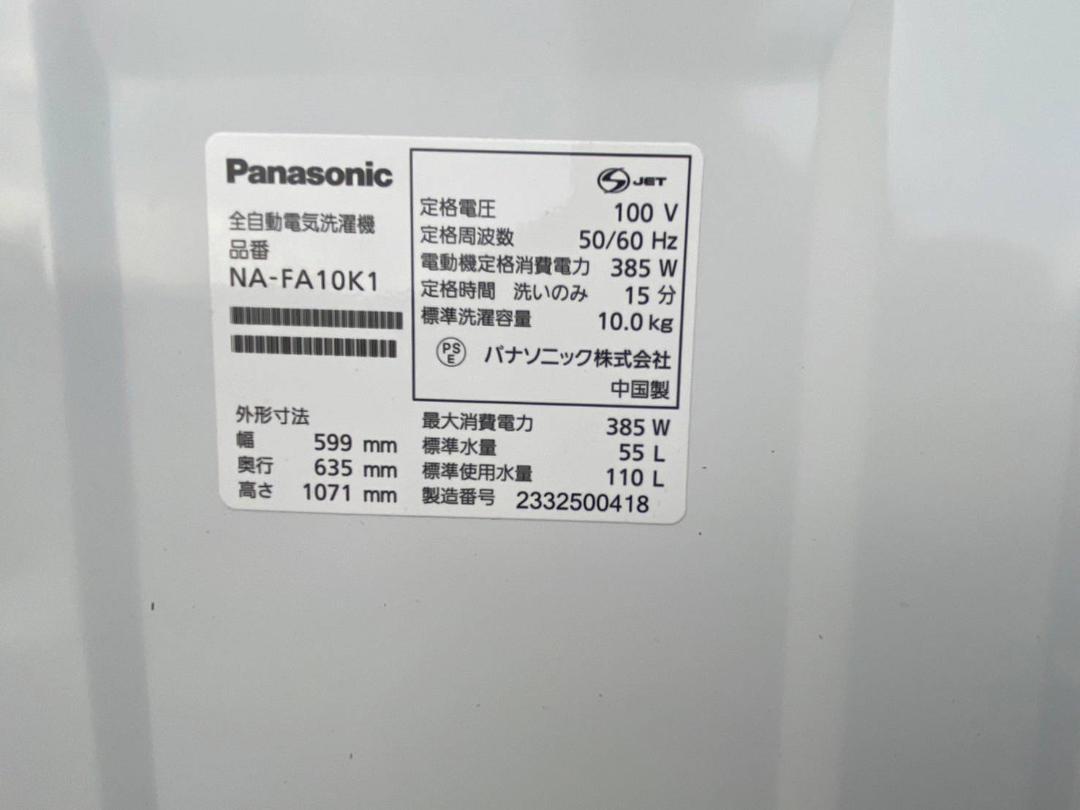 Panasonic
全自動電気洗濯機
品番
NA-FA10K1
外形寸法
幅 599 mm
奥行 635 mm
高さ 1071 mm
JET
定格電圧 100 V
定格周波数 50/60 Hz
電動機定格消費電力 385 W
定格時間 洗いのみ 15 分
標準洗濯容量 10.0 kg
PS
E パナソニック株式会社
中国製
最大消費電力 385 W
標準水量 55 L
標準使用水量 110 L
製造番号 2332500418